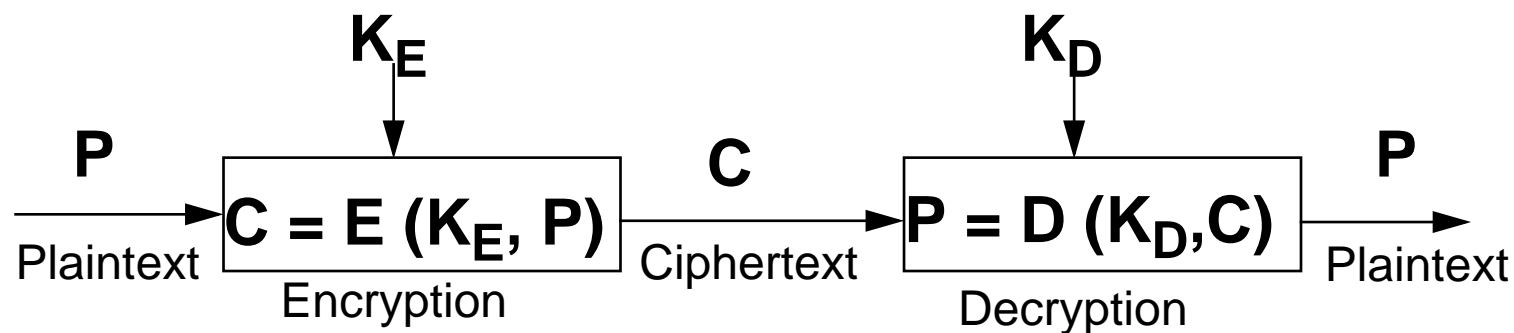 K_E
K_D
P
C
P
C = E (K_E, P)
P = D (K_D,C)
Plaintext
Ciphertext
Plaintext
Encryption
Decryption